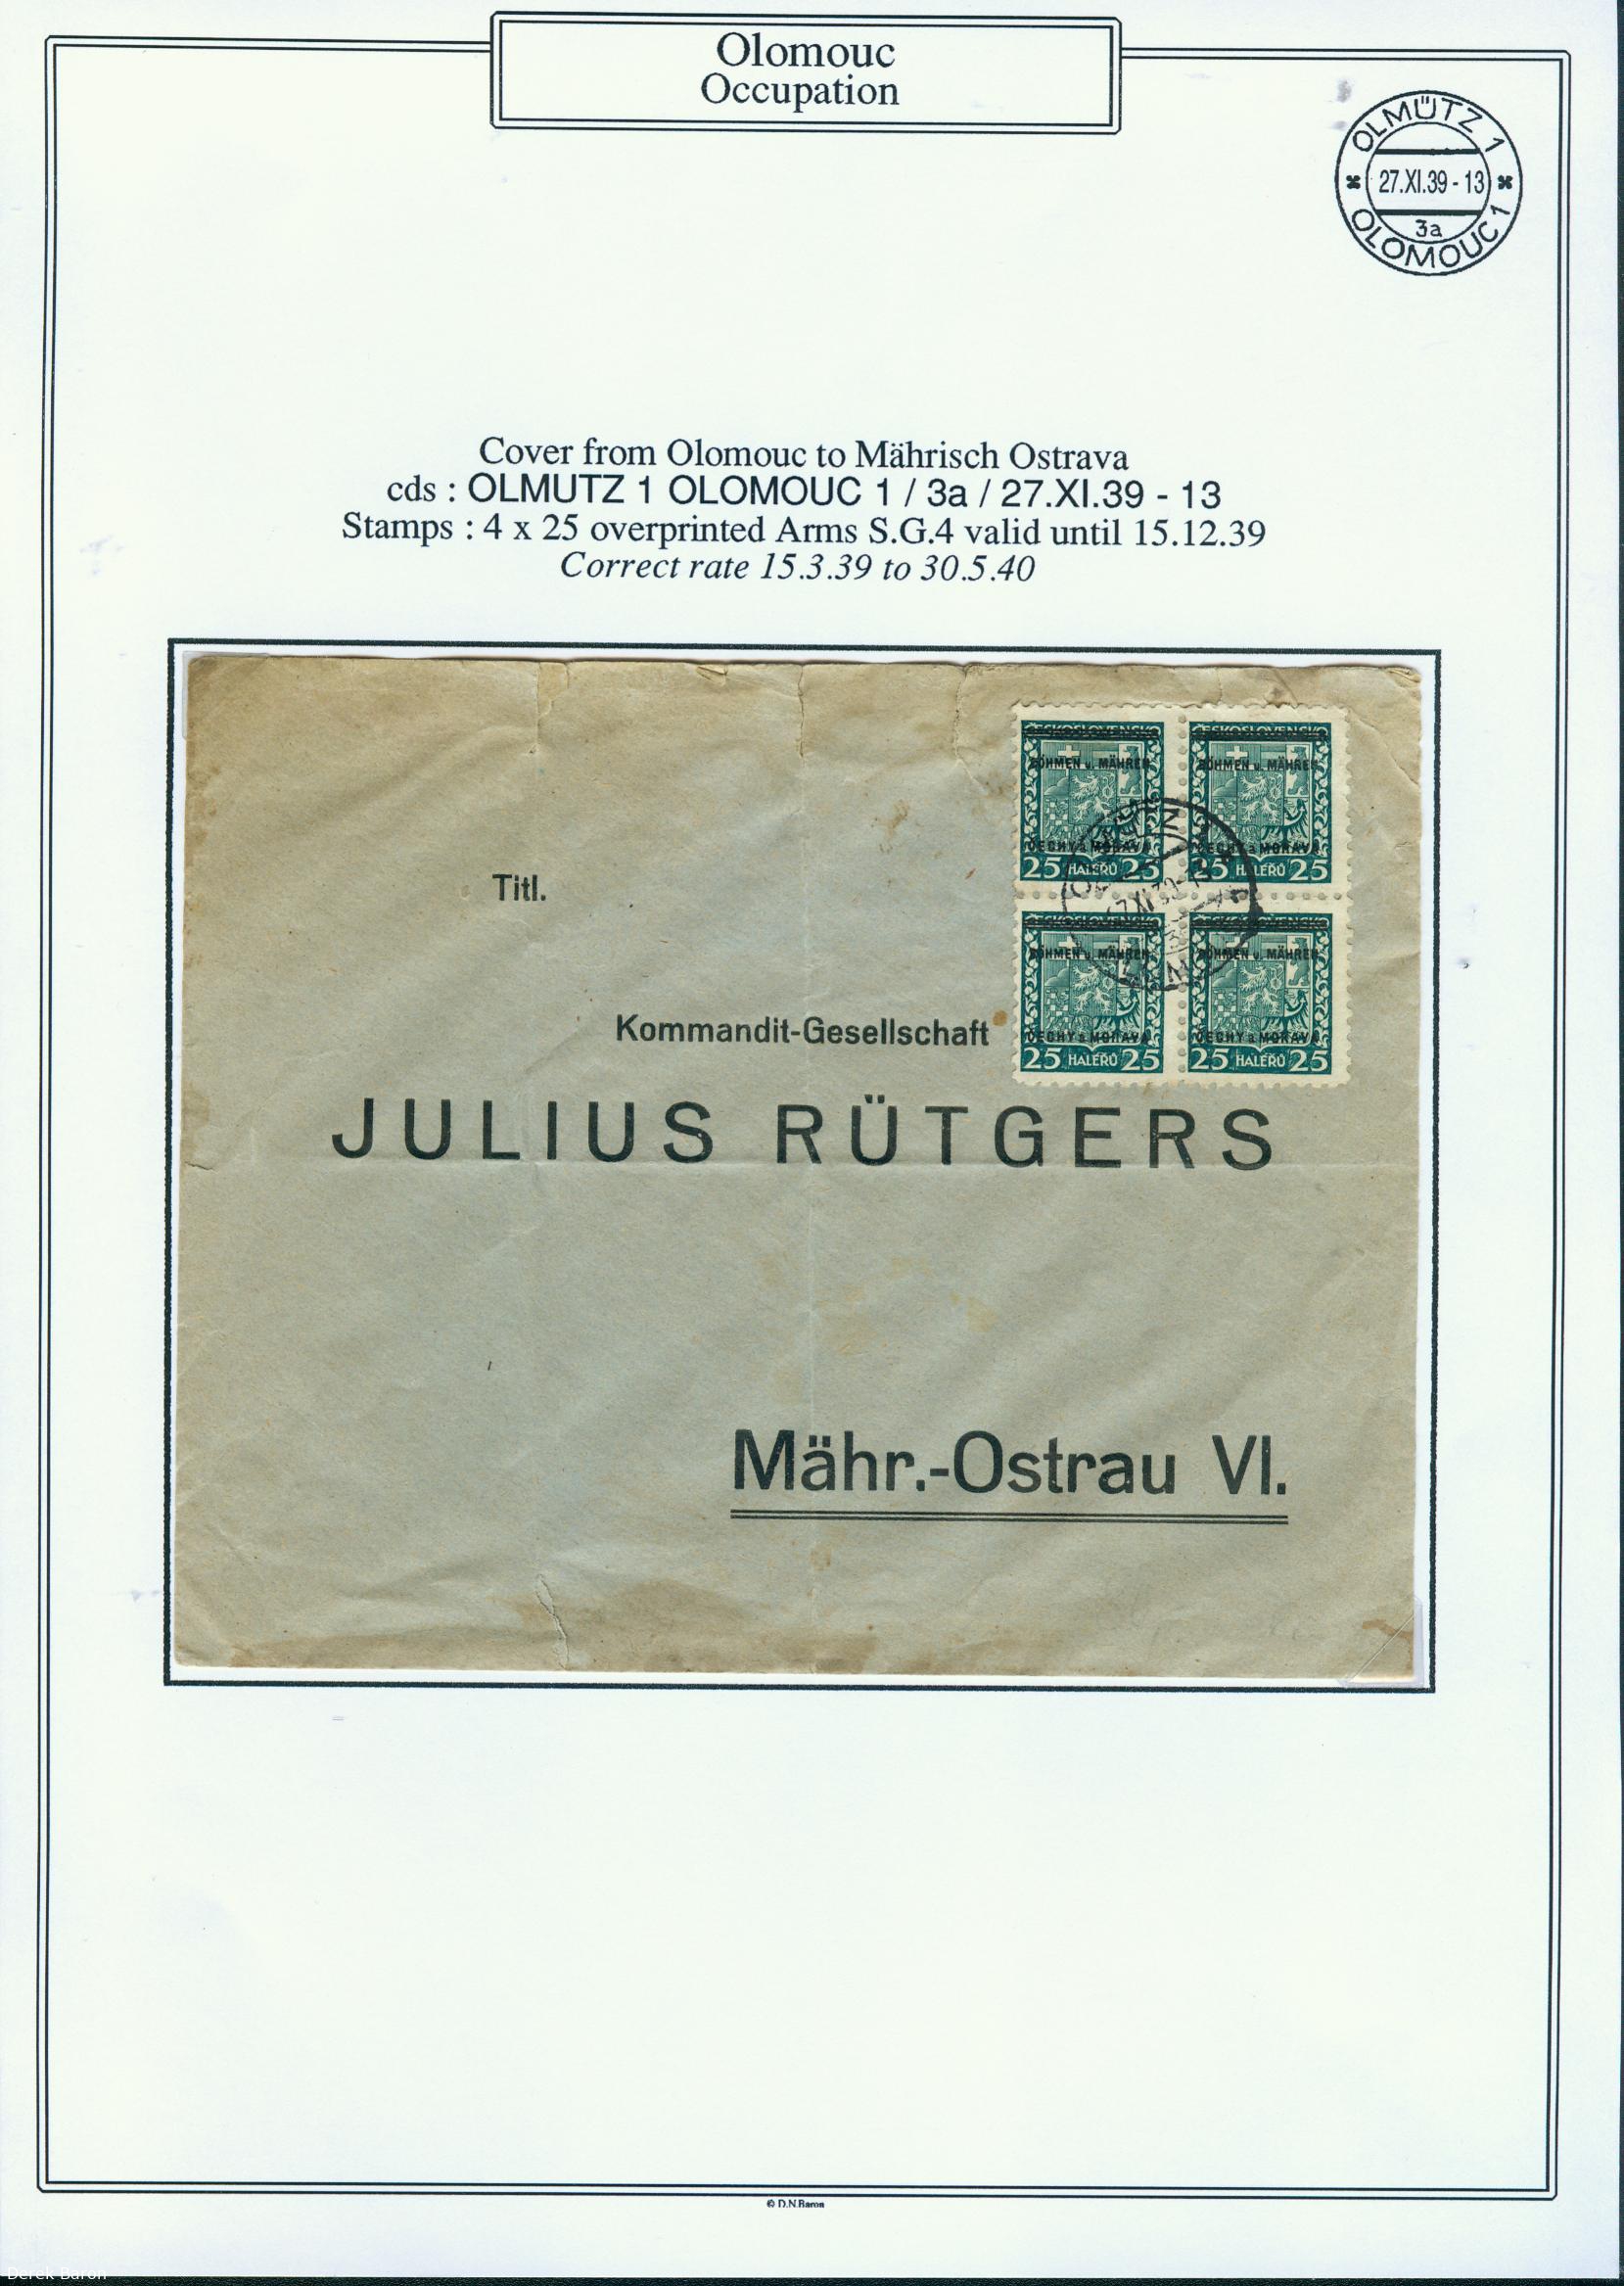 Olomouc
Occupation
OLMÜTZ 1
27.XI.39 - 13
3a
OLOMOUC 1
Cover from Olomouc to Mährisch Ostrava
cds : OLMUTZ 1 OLOMOUC 1 / 3a / 27.XI.39 - 13
Stamps : 4 x 25 overprinted Arms S.G.4 valid until 15.12.39
Correct rate 15.3.39 to 30.5.40
ČESKOSLOVENSKO ČESKOSLOVENSKO
BÖHMEN u. MÄHREN BÖHMEN u. MÄHREN
ČECHY a MORAVA ČECHY a MORAVA
25 HALÉŘŮ 25 25 HALÉŘŮ 25
ČESKOSLOVENSKO ČESKOSLOVENSKO
BÖHMEN u. MÄHREN BÖHMEN u. MÄHREN
ČECHY a MORAVA ČECHY a MORAVA
25 HALÉŘŮ 25 25 HALÉŘŮ 25
Titl.
Kommandit-Gesellschaft
JULIUS RÜTGERS
Mähr.-Ostrau VI.
© D.N.Baron
Derek Baron